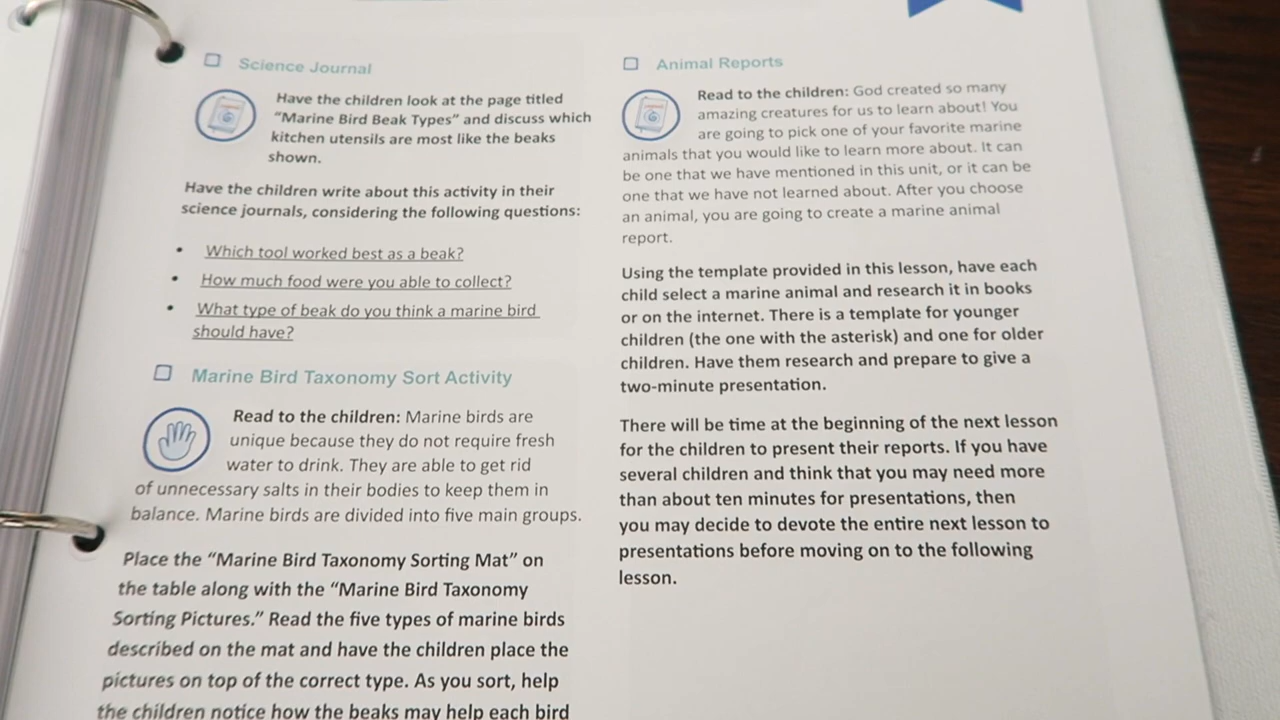 Science Journal
Have the children look at the page titled
“Marine Bird Beak Types” and discuss which
kitchen utensils are most like the beaks
shown.
Have the children write about this activity in their
science journals, considering the following questions:
• Which tool worked best as a beak?
• How much food were you able to collect?
• What type of beak do you think a marine bird
should have?
Marine Bird Taxonomy Sort Activity
Read to the children: Marine birds are
unique because they do not require fresh
water to drink. They are able to get rid
of unnecessary salts in their bodies to keep them in
balance. Marine birds are divided into five main groups.
Place the “Marine Bird Taxonomy Sorting Mat” on
the table along with the “Marine Bird Taxonomy
Sorting Pictures.” Read the five types of marine birds
described on the mat and have the children place the
pictures on top of the correct type. As you sort, help
the children notice how the beaks may help each bird
Animal Reports
Read to the children: God created so many
amazing creatures for us to learn about! You
are going to pick one of your favorite marine
animals that you would like to learn more about. It can
be one that we have mentioned in this unit, or it can be
one that we have not learned about. After you choose
an animal, you are going to create a marine animal
report.
Using the template provided in this lesson, have each
child select a marine animal and research it in books
or on the internet. There is a template for younger
children (the one with the asterisk) and one for older
children. Have them research and prepare to give a
two-minute presentation.
There will be time at the beginning of the next lesson
for the children to present their reports. If you have
several children and think that you may need more
than about ten minutes for presentations, then
you may decide to devote the entire next lesson to
presentations before moving on to the following
lesson.